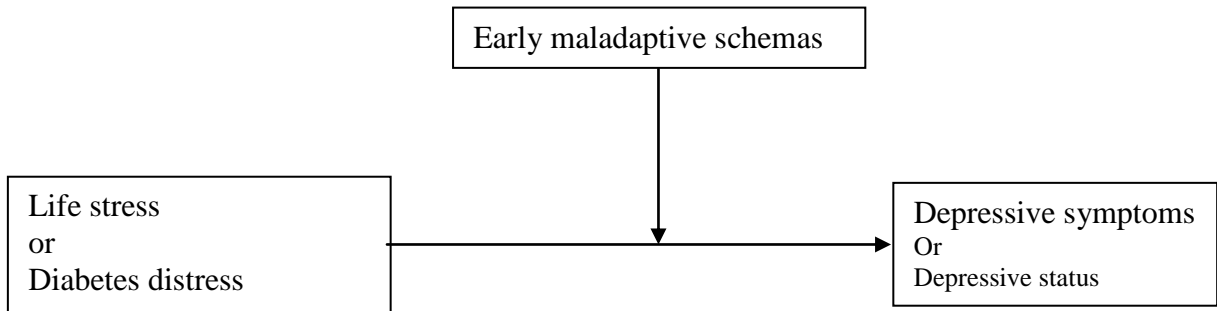 Early maladaptive schemas
Life stress
or
Diabetes distress
Depressive symptoms
Or
Depressive status